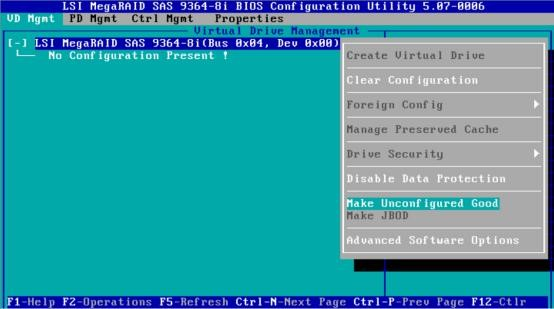 LSI MegaRAID SAS 9364-8i BIOS Configuration Utility 5.07-0006
VD Mgmt PD Mgmt Ctrl Mgmt Properties
Virtual Drive Management
[-] LSI MegaRAID SAS 9364-8i(Bus 0x04, Dev 0x00)
No Configuration Present !
Create Virtual Drive
Clear Configuration
Foreign Config
Manage Preserved Cache
Drive Security
Disable Data Protection
Make Unconfigured Good
Make JBOD
Advanced Software Options
F1-Help F2-Operations F5-Refresh Ctrl-N-Next Page Ctrl-P-Prev Page F12-Ctlr